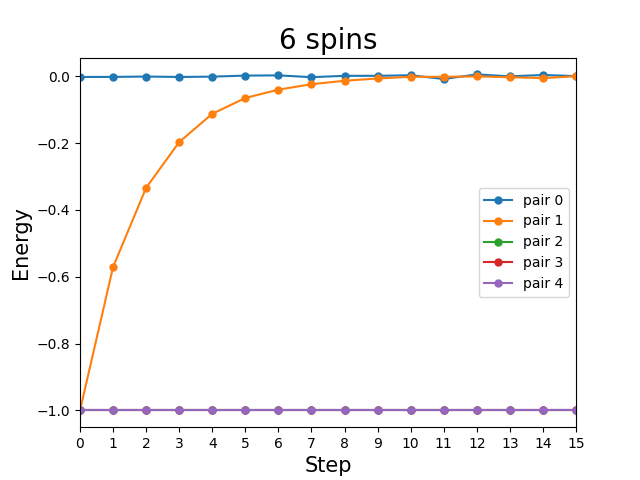 6 spins
Energy
0.0
−0.2
−0.4
−0.6
−0.8
−1.0
pair 0
pair 1
pair 2
pair 3
pair 4
0 1 2 3 4 5 6 7 8 9 10 11 12 13 14 15
Step